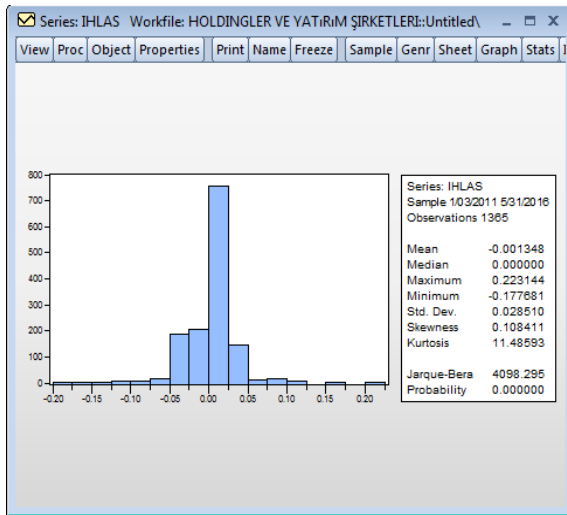 Series: IHLAS Workfile: HOLDINGLER VE YATıRıM ŞIRKETLERI::Untitled\
View Proc Object Properties Print Name Freeze Sample Genr Sheet Graph Stats I
800
700
600
500
400
300
200
100
0
-0.20 -0.15 -0.10 -0.05 0.00 0.05 0.10 0.15 0.20
Series: IHLAS
Sample 1/03/2011 5/31/2016
Observations 1365
Mean -0.001348
Median 0.000000
Maximum 0.223144
Minimum -0.177681
Std. Dev. 0.028510
Skewness 0.108411
Kurtosis 11.48593
Jarque-Bera 4098.295
Probability 0.000000